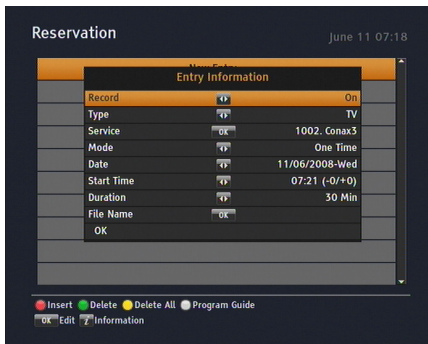 Reservation
June 11 07:18
New Entry
Entry Information
Record On
Type TV
Service OK 1002. Conax3
Mode One Time
Date 11/06/2008-Wed
Start Time 07:21 (-0/+0)
Duration 30 Min
File Name OK
OK
Insert Delete Delete All Program Guide
OK Edit Information